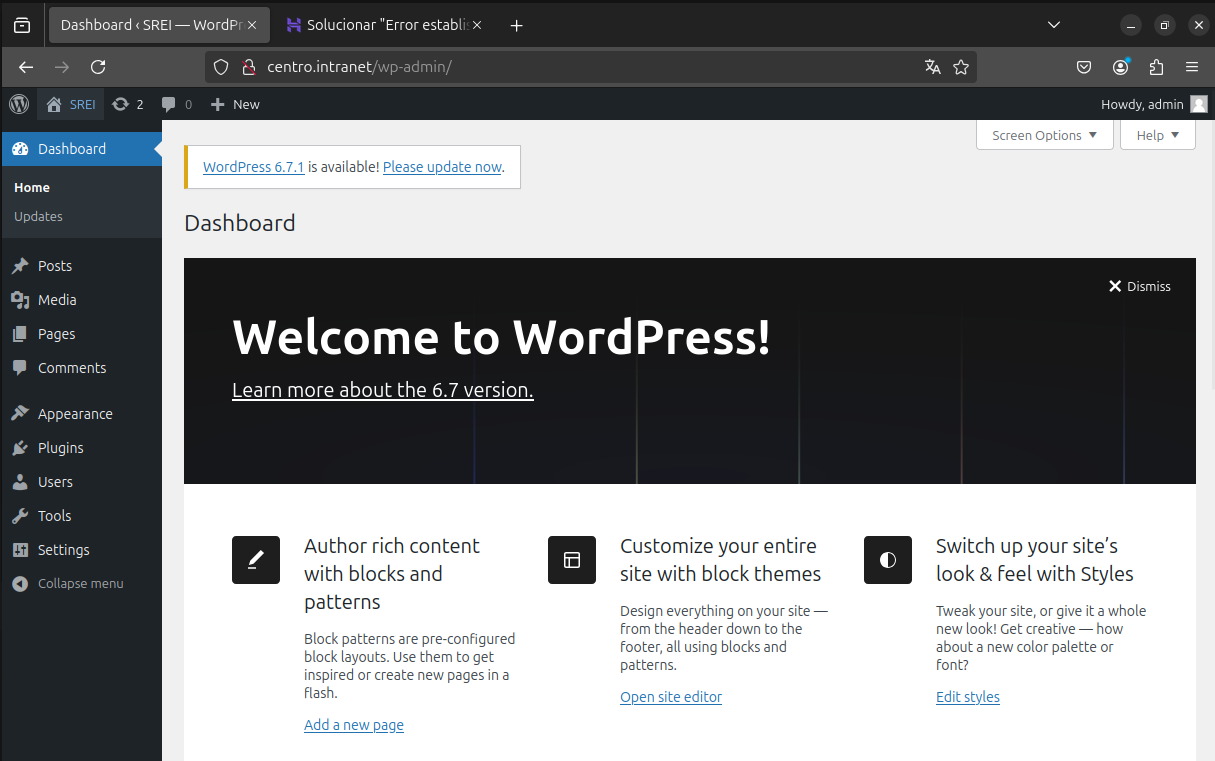 Dashboard ‹ SREI — WordPr
Solucionar "Error establis
centro.intranet/wp-admin/
SREI
2
0
New
Howdy, admin
Dashboard
Home
Updates
Posts
Media
Pages
Comments
Appearance
Plugins
Users
Tools
Settings
Collapse menu
Screen Options
Help
WordPress 6.7.1 is available! Please update now.
Dashboard
Dismiss
Welcome to WordPress!
Learn more about the 6.7 version.
Author rich content
with blocks and
patterns
Block patterns are pre-configured
block layouts. Use them to get
inspired or create new pages in a
flash.
Add a new page
Customize your entire
site with block themes
Design everything on your site —
from the header down to the
footer, all using blocks and
patterns.
Open site editor
Switch up your site’s
look & feel with Styles
Tweak your site, or give it a whole
new look! Get creative — how
about a new color palette or
font?
Edit styles